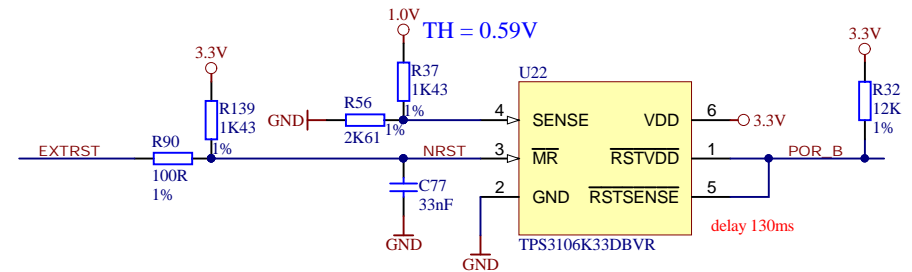 1.0V
TH = 0.59V
3.3V
3.3V
R37
1K43
1%
U22
R139
1K43
1%
R56
GND
2K61
1%
4
SENSE
VDD
6
3.3V
R32
12K
1%
EXTRST
R90
100R
1%
NRST
3
MR
RSTVDD
1
POR_B
C77
33nF
2
GND
RSTSENSE
5
delay 130ms
GND
GND
TPS3106K33DBVR